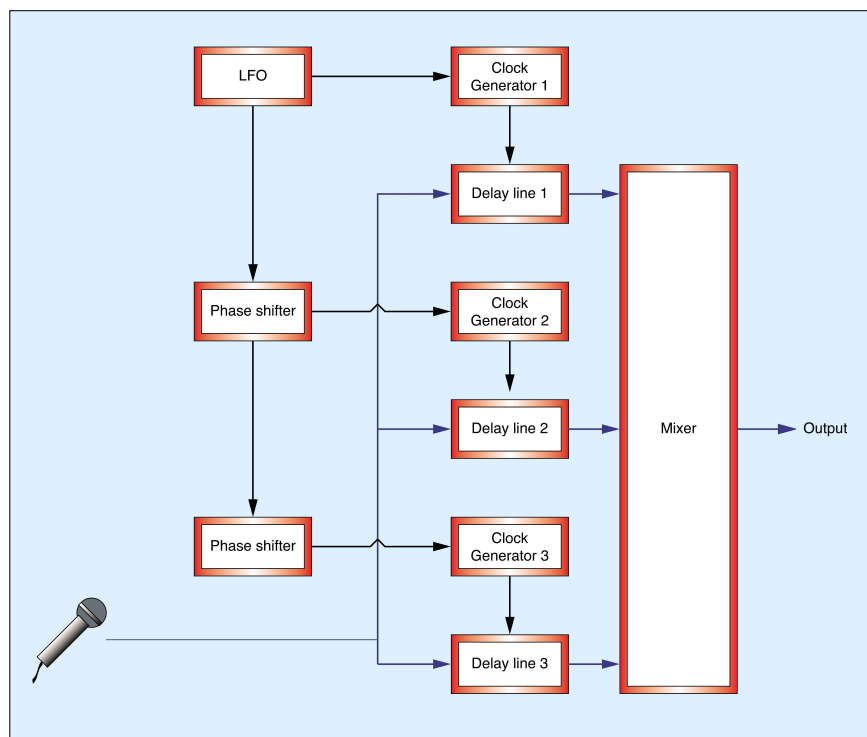 LFO
Clock
Generator 1
Delay line 1
Phase shifter
Clock
Generator 2
Delay line 2
Mixer
Output
Phase shifter
Clock
Generator 3
Delay line 3